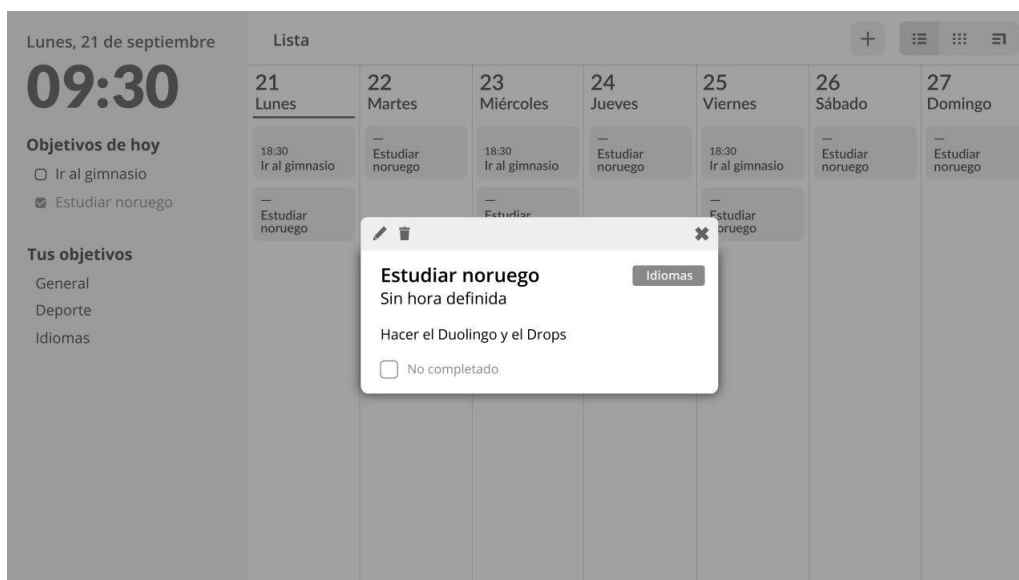 Lunes, 21 de septiembre
09:30
Objetivos de hoy
Ir al gimnasio
Estudiar noruego
Tus objetivos
General
Deporte
Idiomas
Lista
21
Lunes
18:30
Ir al gimnasio
Estudiar
noruego
22
Martes
Estudiar
noruego
23
Miércoles
18:30
Ir al gimnasio
Estudiar
24
Jueves
Estudiar
noruego
25
Viernes
18:30
Ir al gimnasio
Estudiar
noruego
26
Sábado
Estudiar
noruego
27
Domingo
Estudiar
noruego
Estudiar noruego
Idiomas
Sin hora definida
Hacer el Duolingo y el Drops
No completado